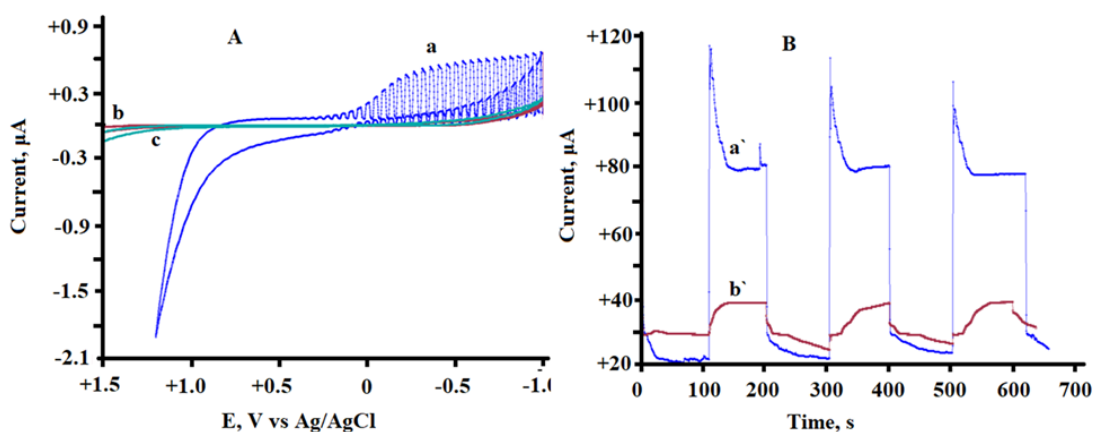 A
a
b
c
+0.9
+0.3
-0.3
-0.9
-1.5
-2.1
Current, µA
+1.5 +1.0 +0.5 0 -0.5 -1.0
E, V vs Ag/AgCl
B
a`
b`
+120
+100
+80
+60
+40
+20
Current, µA
0 100 200 300 400 500 600 700
Time, s